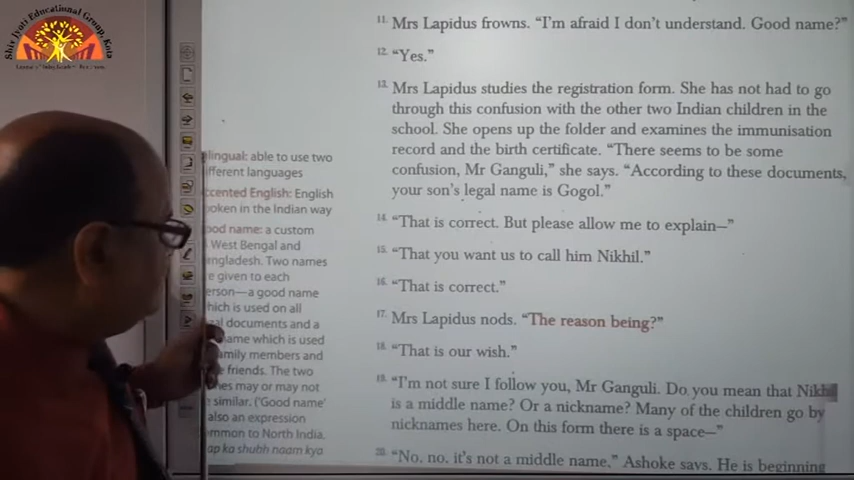 Shiv Jyoti Educational Group, Kota
11. Mrs Lapidus frowns. “I’m afraid I don’t understand. Good name?”
12. “Yes.”
13. Mrs Lapidus studies the registration form. She has not had to go
through this confusion with the other two Indian children in the
school. She opens up the folder and examines the immunisation
record and the birth certificate. “There seems to be some
confusion, Mr Ganguli,” she says. “According to these documents,
your son’s legal name is Gogol.”
14. “That is correct. But please allow me to explain—”
15. “That you want us to call him Nikhil.”
16. “That is correct.”
17. Mrs Lapidus nods. “The reason being?”
18. “That is our wish.”
19. “I’m not sure I follow you, Mr Ganguli. Do you mean that Nikhil
is a middle name? Or a nickname? Many of the children go by
nicknames here. On this form there is a space—”
20. “No, no, it’s not a middle name,” Ashoke says. He is beginning
lingual: able to use two
ifferent languages
ccented English: English
oken in the Indian way
ood name: a custom
West Bengal and
ngladesh. Two names
e given to each
erson—a good name
hich is used on all
al documents and a
ame which is used
amily members and
friends. The two
es may or may not
similar. (‘Good name’
also an expression
mmon to North India.
ap ka shubh naam kya